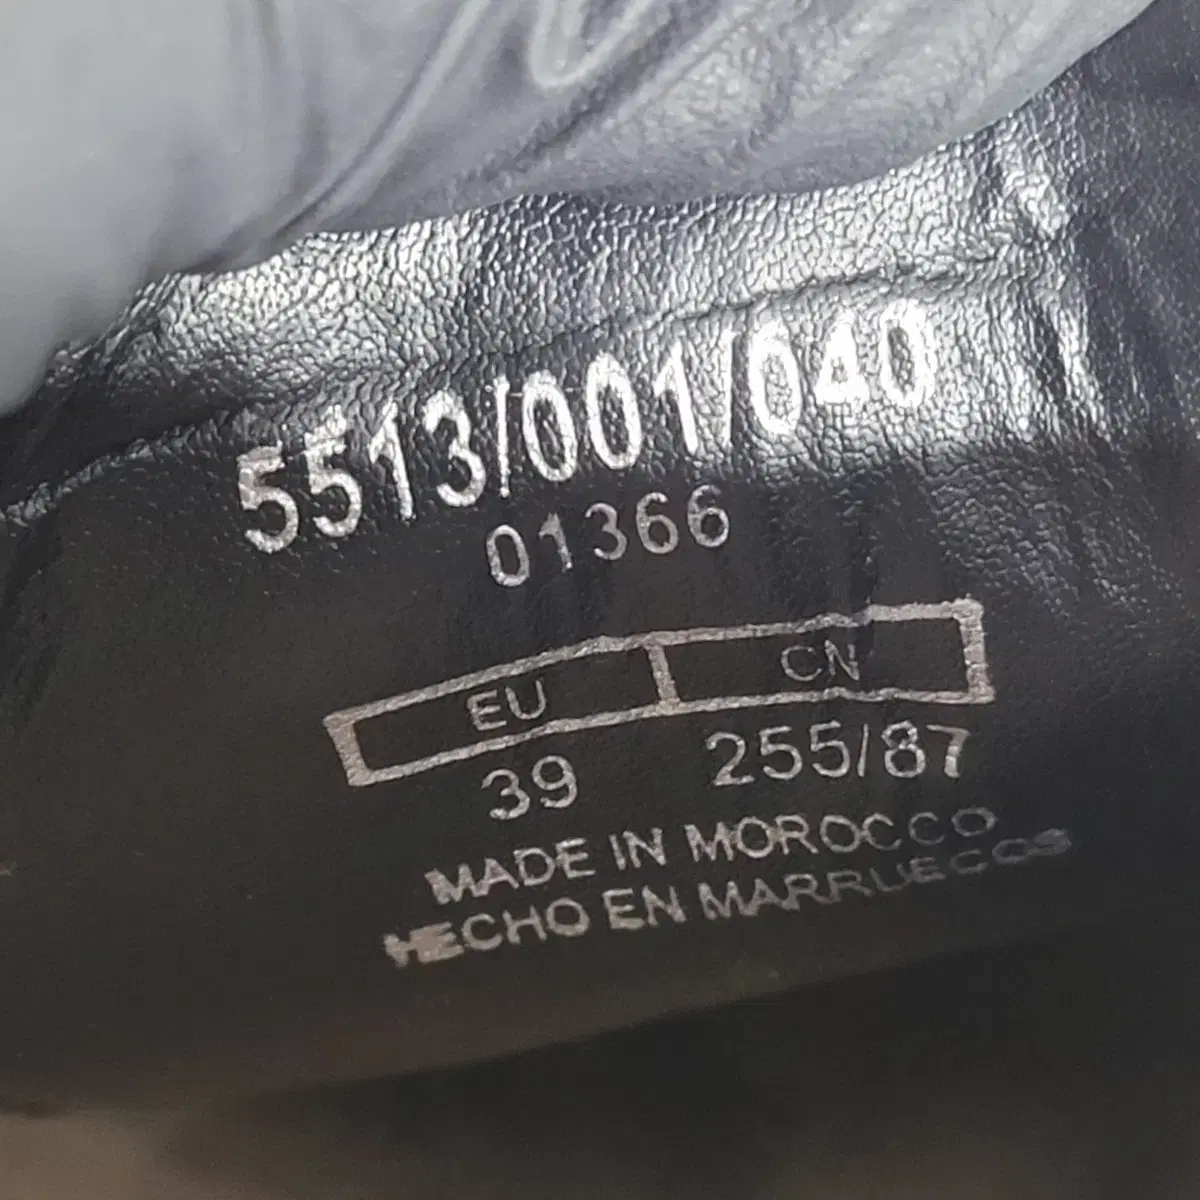 5513/001/040
01366
EU CN
39 255/87
MADE IN MOROCCO
HECHO EN MARRUECOS